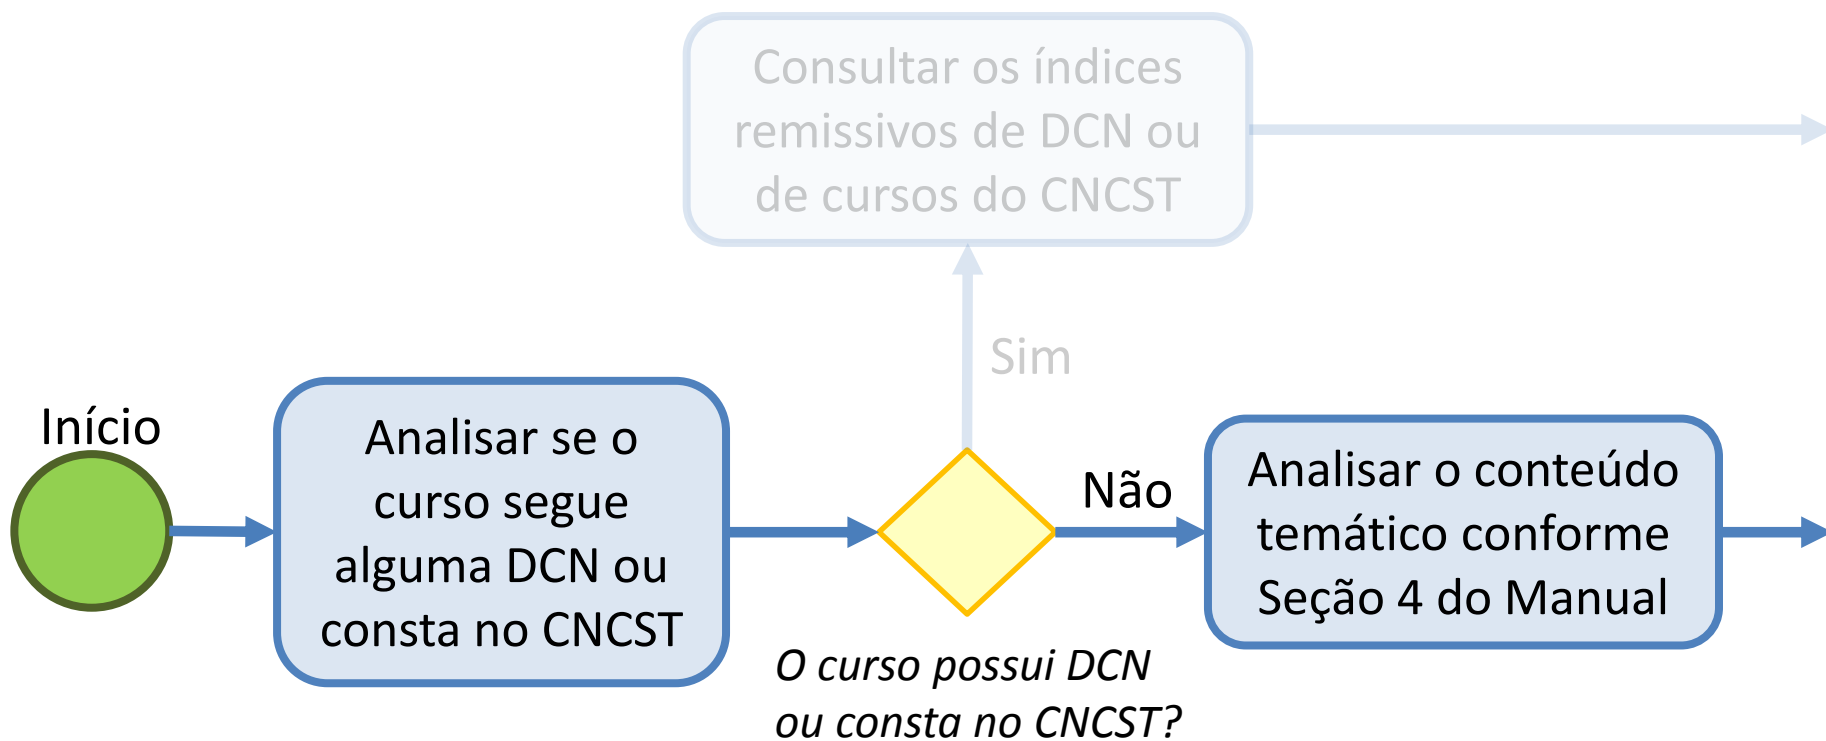 Consultar os índices
remissivos de DCN ou
de cursos do CNCST
Sim
Início
Analisar se o
curso segue
alguma DCN ou
consta no CNCST
Não
Analisar o conteúdo
temático conforme
Seção 4 do Manual
O curso possui DCN
ou consta no CNCST?